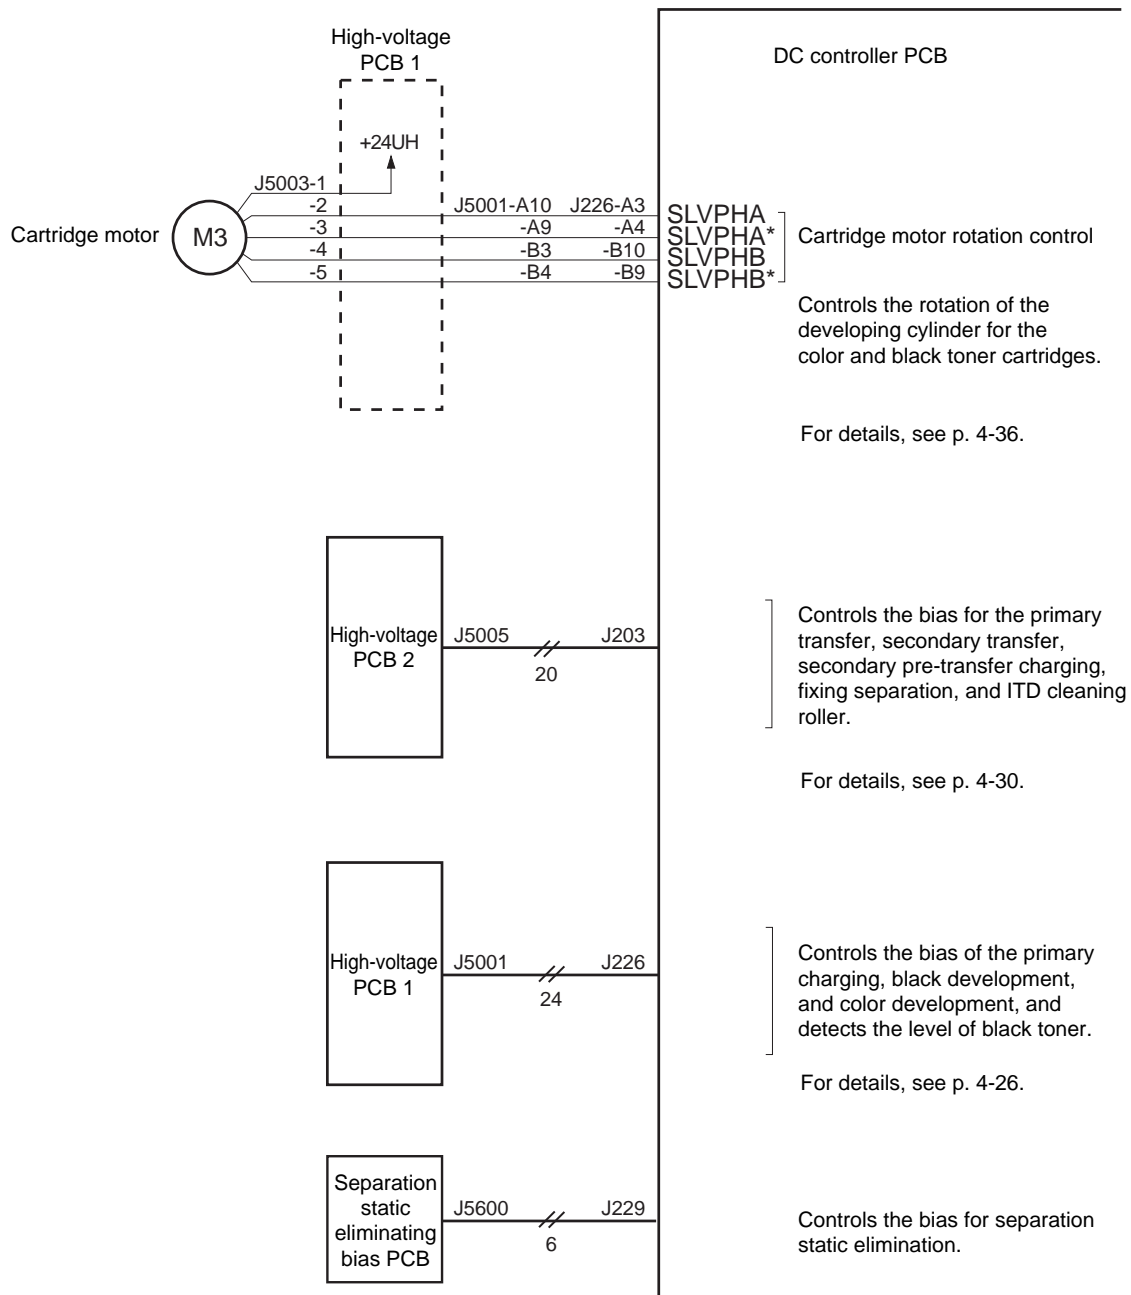 High-voltage
PCB 1
DC controller PCB
+24UH
J5003-1
-2 J5001-A10 J226-A3 SLVPHA
-3 -A9 -A4 SLVPHA*
-4 -B3 -B10 SLVPHB
-5 -B4 -B9 SLVPHB*
Cartridge motor M3
Cartridge motor rotation control
Controls the rotation of the
developing cylinder for the
color and black toner cartridges.
For details, see p. 4-36.
High-voltage
PCB 2
J5005 J203
20
Controls the bias for the primary
transfer, secondary transfer,
secondary pre-transfer charging,
fixing separation, and ITD cleaning
roller.
For details, see p. 4-30.
High-voltage
PCB 1
J5001 J226
24
Controls the bias of the primary
charging, black development,
and color development, and
detects the level of black toner.
For details, see p. 4-26.
Separation
static
eliminating
bias PCB
J5600 J229
6
Controls the bias for separation
static elimination.